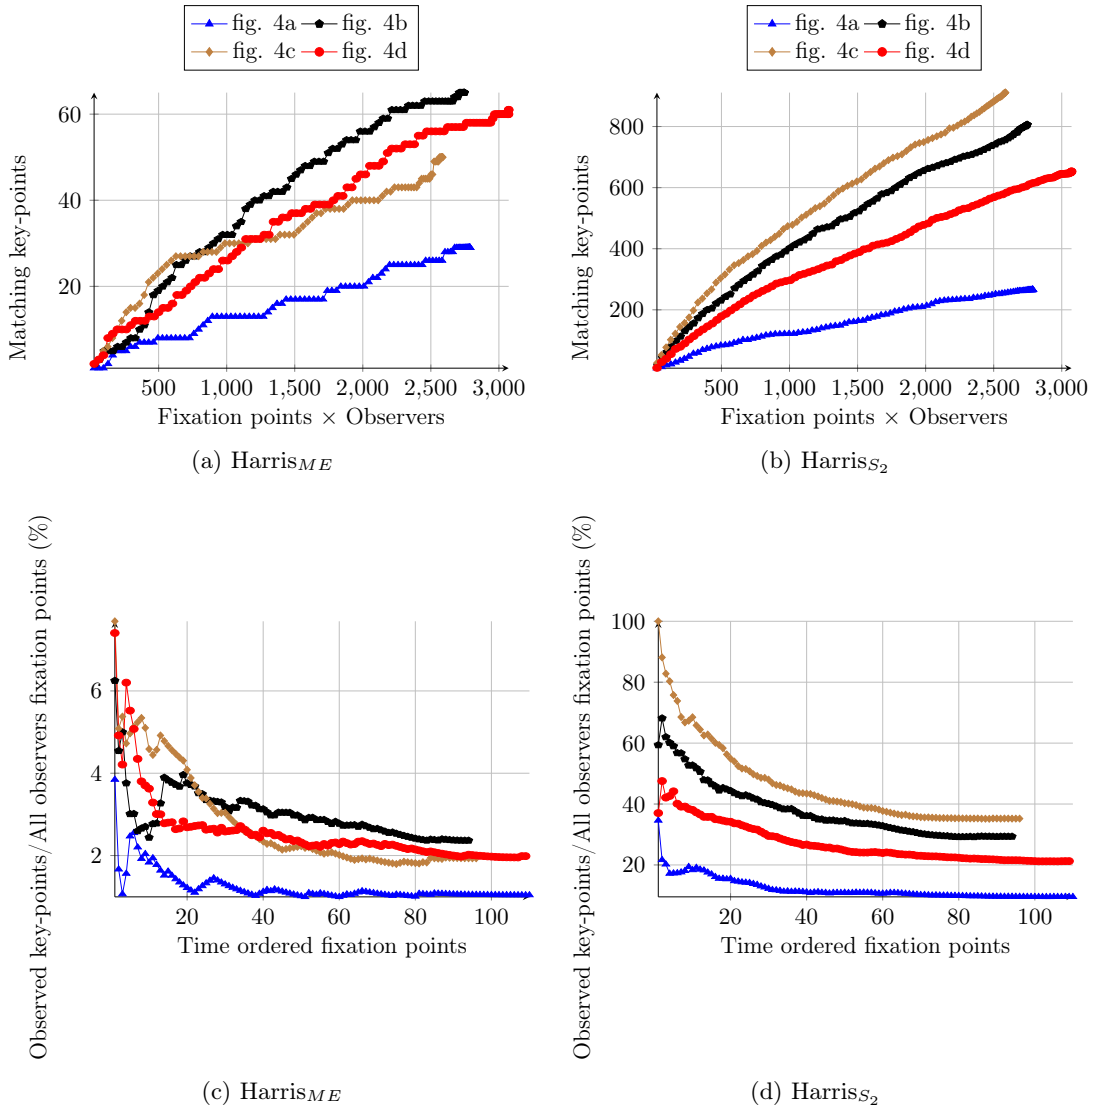 fig. 4a fig. 4b
fig. 4c fig. 4d
Matching key-points
60
40
20
500 1,000 1,500 2,000 2,500 3,000
Fixation points × Observers
(a) Harris_ME
fig. 4a fig. 4b
fig. 4c fig. 4d
Matching key-points
800
600
400
200
500 1,000 1,500 2,000 2,500 3,000
Fixation points × Observers
(b) Harris_S₂
Observed key-points/All observers fixation points (%)
6
4
2
20 40 60 80 100
Time ordered fixation points
(c) Harris_ME
Observed key-points/All observers fixation points (%)
100
80
60
40
20
20 40 60 80 100
Time ordered fixation points
(d) Harris_S₂